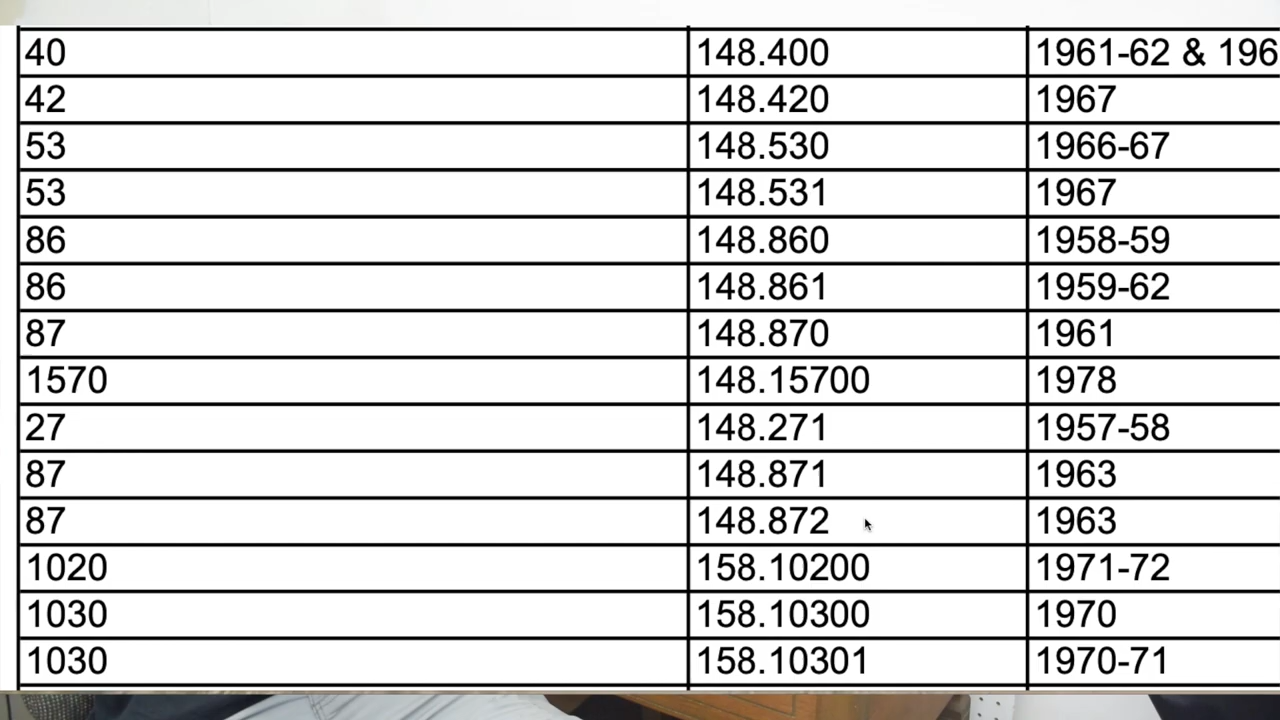 40 148.400 1961-62 & 196
42 148.420 1967
53 148.530 1966-67
53 148.531 1967
86 148.860 1958-59
86 148.861 1959-62
87 148.870 1961
1570 148.15700 1978
27 148.271 1957-58
87 148.871 1963
87 148.872 1963
1020 158.10200 1971-72
1030 158.10300 1970
1030 158.10301 1970-71